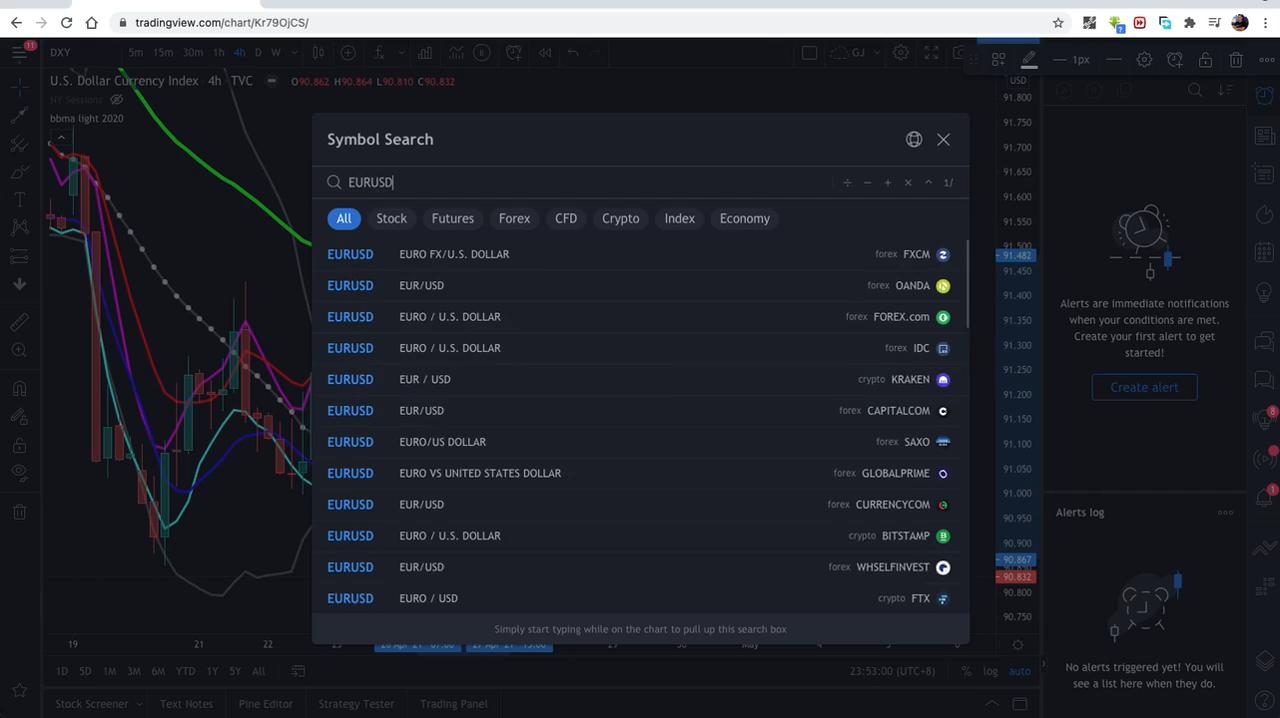 tradingview.com/chart/Kr79OjCS/
11
DXY 5m 15m 30m 1h 4h D W GJ 1px
U.S. Dollar Currency Index · 4h · TVC O90.862 H90.864 L90.810 C90.832
NY Sessions
bbma light 2020
USD
91.800
91.750
91.700
91.650
91.600
91.550
91.500
91.482
91.450
91.400
91.350
91.300
91.250
91.200
91.150
91.100
91.050
91.000
90.950
90.900
90.867
90.832
90.800
90.750
Symbol Search
EURUSD ÷ − + × ^ 1/
All Stock Futures Forex CFD Crypto Index Economy
EURUSD EURO FX/U.S. DOLLAR forex FXCM
EURUSD EUR/USD forex OANDA
EURUSD EURO / U.S. DOLLAR forex FOREX.com
EURUSD EURO / U.S. DOLLAR forex IDC
EURUSD EUR / USD crypto KRAKEN
EURUSD EUR/USD forex CAPITALCOM
EURUSD EURO/US DOLLAR forex SAXO
EURUSD EURO VS UNITED STATES DOLLAR forex GLOBALPRIME
EURUSD EUR/USD forex CURRENCYCOM
EURUSD EURO / U.S. DOLLAR crypto BITSTAMP
EURUSD EUR/USD forex WHSELFINVEST
EURUSD EURO / USD crypto FTX
Simply start typing while on the chart to pull up this search box
Alerts are immediate notifications
when your conditions are met.
Create your first alert to get
started!
Create alert
8
1
Alerts log
No alerts triggered yet! You will
see a list here when they do.
19 21 22 May
1D 5D 1M 3M 6M YTD 1Y 5Y All 23:53:00 (UTC+8) % log auto
Stock Screener Text Notes Pine Editor Strategy Tester Trading Panel